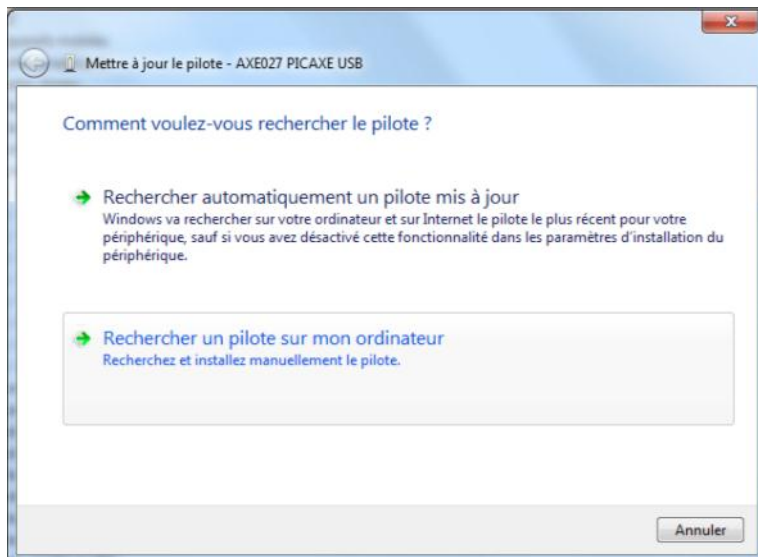 Mettre à jour le pilote - AXE027 PICAXE USB
Comment voulez-vous rechercher le pilote ?
Rechercher automatiquement un pilote mis à jour
Windows va rechercher sur votre ordinateur et sur Internet le pilote le plus récent pour votre
périphérique, sauf si vous avez désactivé cette fonctionnalité dans les paramètres d'installation du
périphérique.
Rechercher un pilote sur mon ordinateur
Recherchez et installez manuellement le pilote.
Annuler